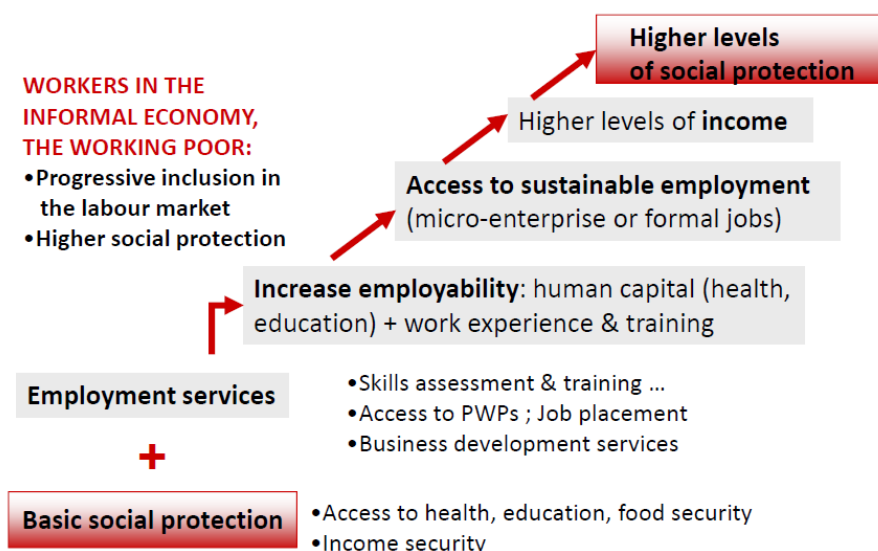 Higher levels
of social protection
WORKERS IN THE
INFORMAL ECONOMY,
THE WORKING POOR:
•Progressive inclusion in
the labour market
•Higher social protection
Higher levels of income
Access to sustainable employment
(micro-enterprise or formal jobs)
Increase employability: human capital (health,
education) + work experience & training
Employment services
•Skills assessment & training ...
•Access to PWPs ; Job placement
•Business development services
+
Basic social protection
•Access to health, education, food security
•Income security